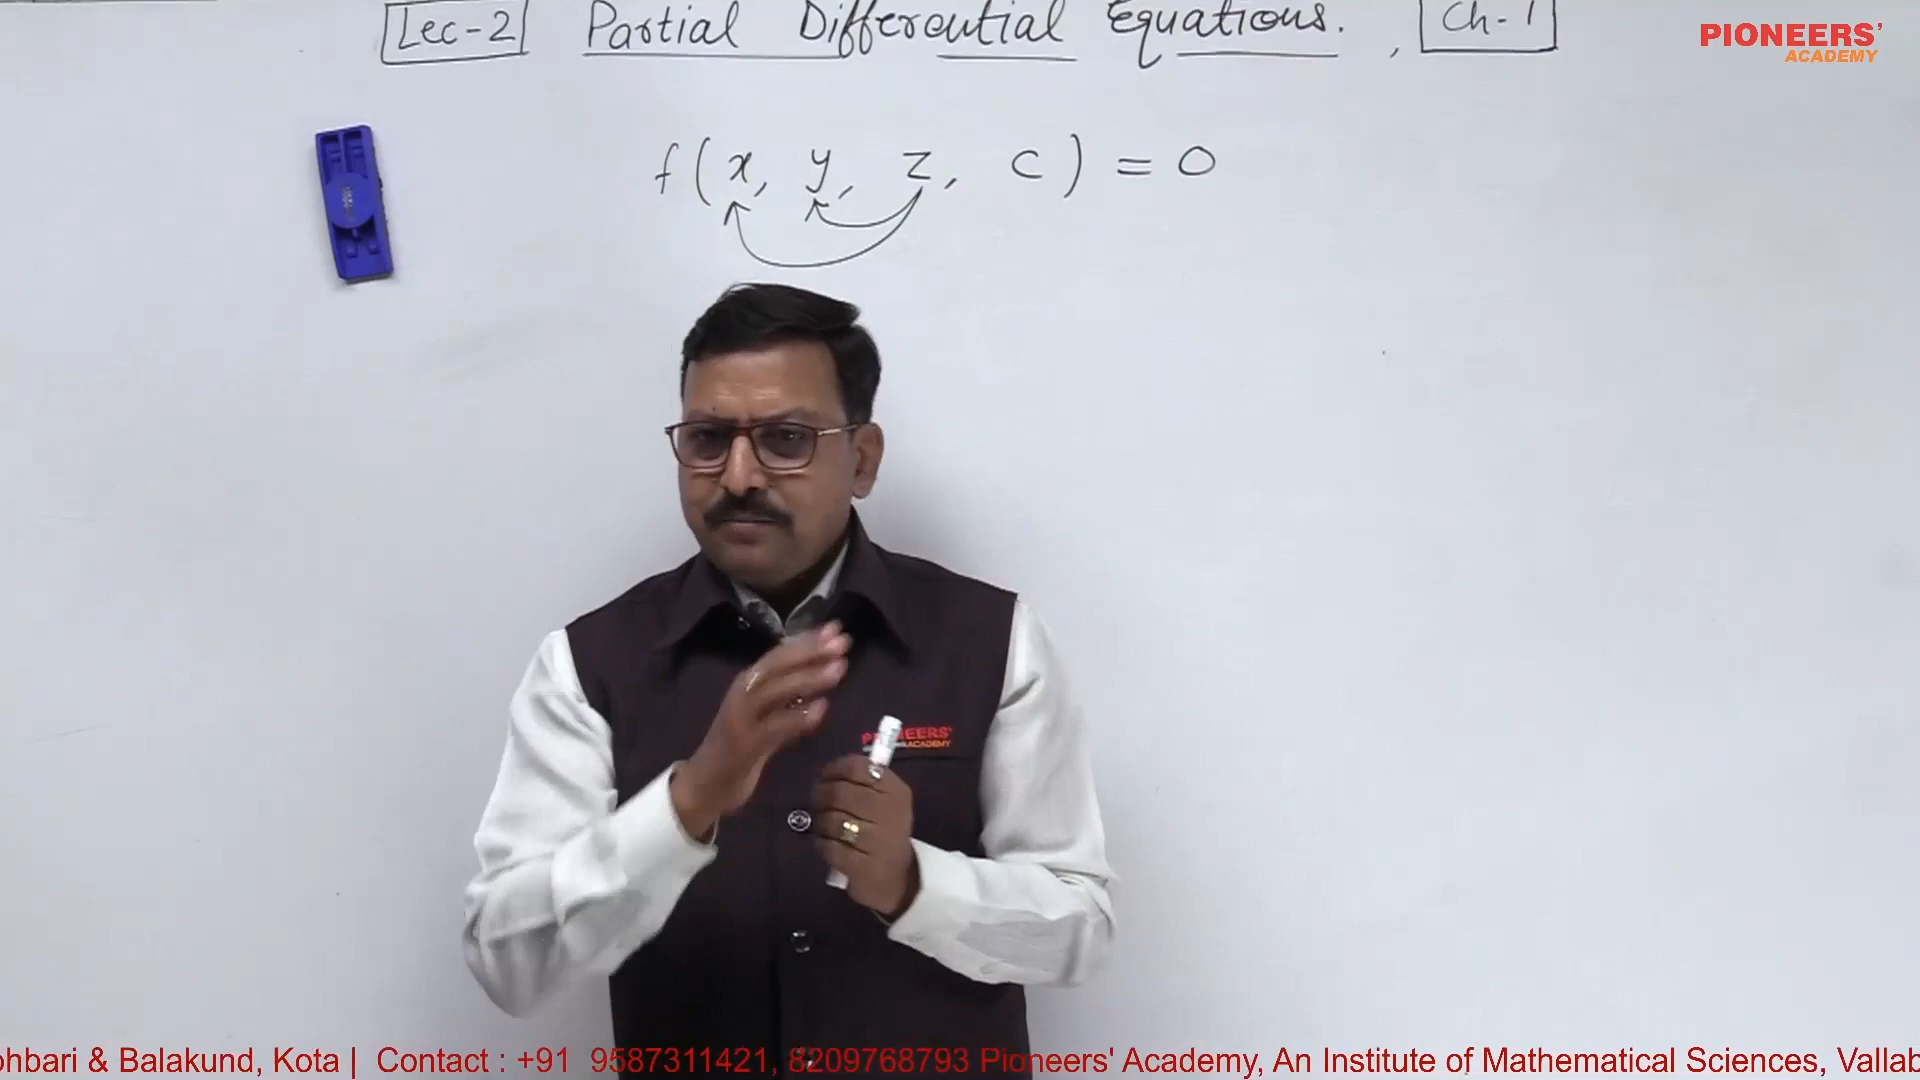 Lec-2 Partial Differential Equations. , Ch-1
PIONEERS'
ACADEMY
f(x, y, z, c) = 0
ACADEMY
ohbari & Balakund, Kota | Contact : +91 9587311421, 8209768793 Pioneers' Academy, An Institute of Mathematical Sciences, Vallab